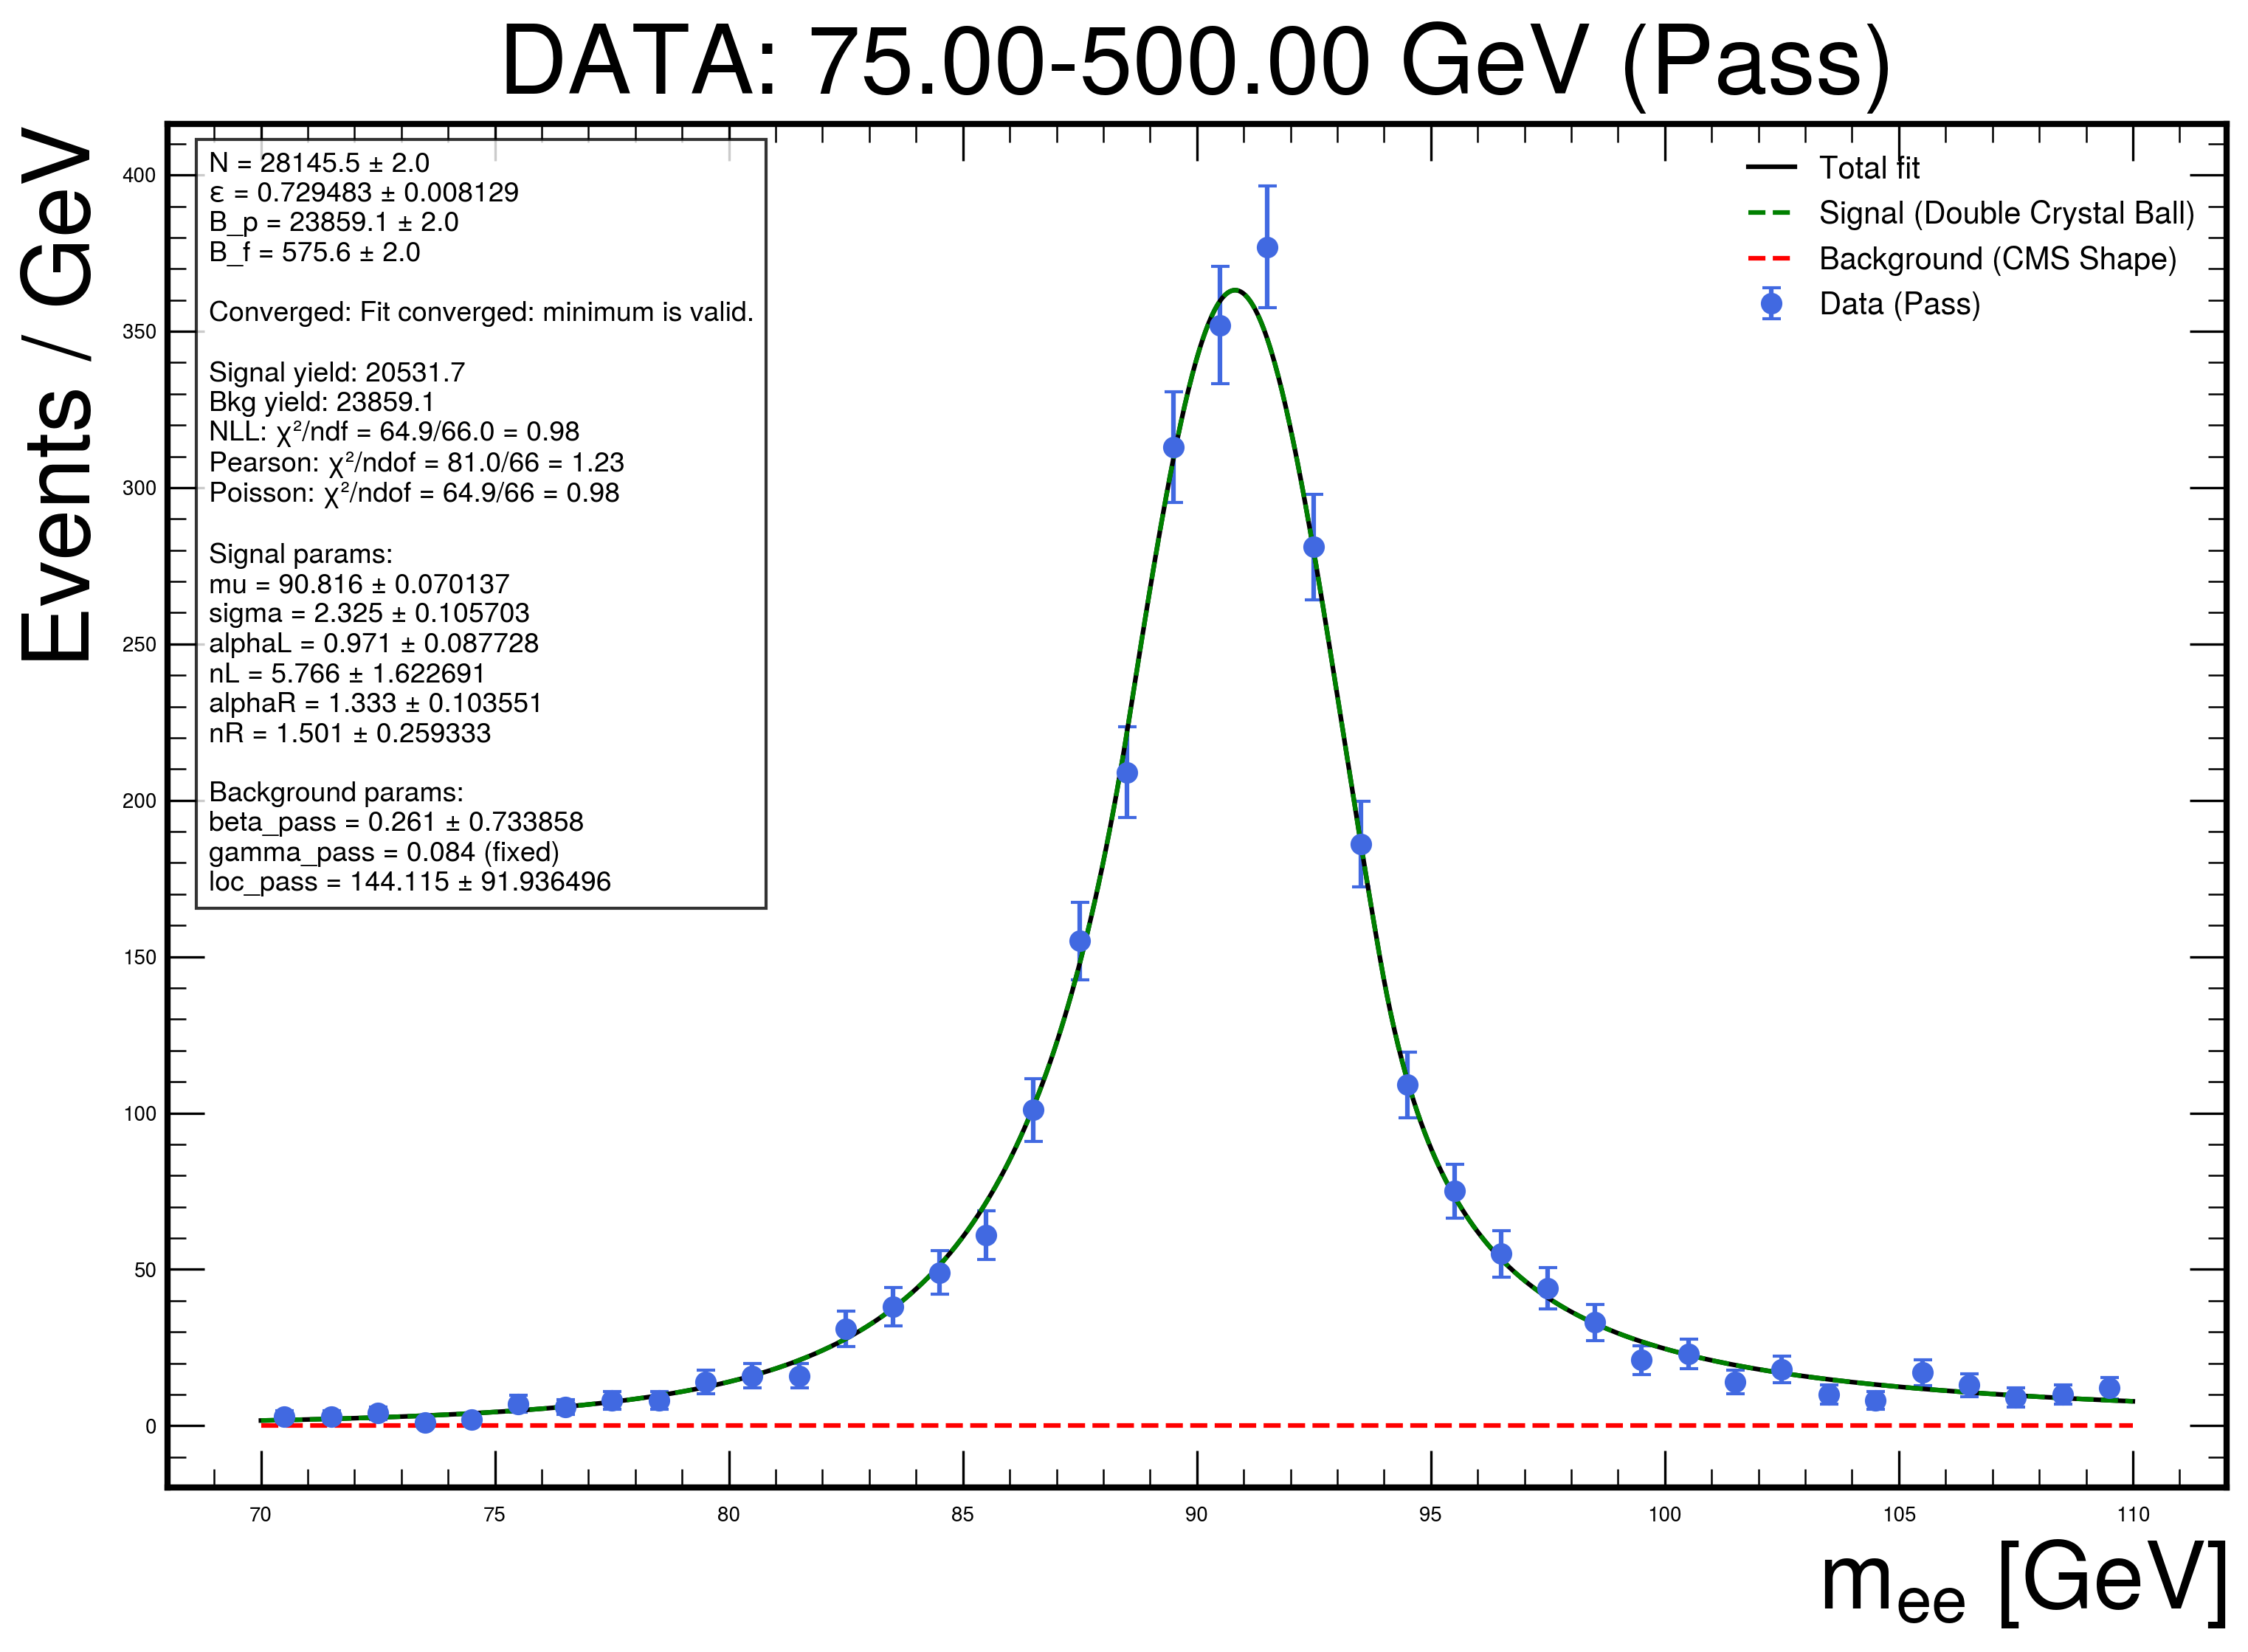 DATA: 75.00-500.00 GeV (Pass)
Events / GeV
N = 28145.5 ± 2.0
ε = 0.729483 ± 0.008129
B_p = 23859.1 ± 2.0
B_f = 575.6 ± 2.0
Converged: Fit converged: minimum is valid.
Signal yield: 20531.7
Bkg yield: 23859.1
NLL: χ²/ndf = 64.9/66.0 = 0.98
Pearson: χ²/ndof = 81.0/66 = 1.23
Poisson: χ²/ndof = 64.9/66 = 0.98
Signal params:
mu = 90.816 ± 0.070137
sigma = 2.325 ± 0.105703
alphaL = 0.971 ± 0.087728
nL = 5.766 ± 1.622691
alphaR = 1.333 ± 0.103551
nR = 1.501 ± 0.259333
Background params:
beta_pass = 0.261 ± 0.733858
gamma_pass = 0.084 (fixed)
loc_pass = 144.115 ± 91.936496
Total fit
Signal (Double Crystal Ball)
Background (CMS Shape)
Data (Pass)
400
350
300
250
200
150
100
50
0
70 75 80 85 90 95 100 105 110
m_ee [GeV]